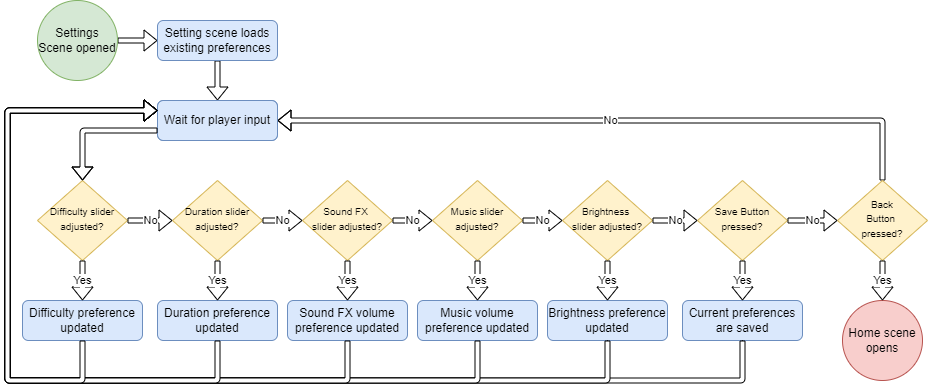 Settings
Scene opened
Setting scene loads
existing preferences
Wait for player input
No
Difficulty slider
adjusted?
No
Duration slider
adjusted?
No
Sound FX
slider adjusted?
No
Music slider
adjusted?
No
Brightness
slider adjusted?
No
Save Button
pressed?
No
Back
Button
pressed?
Yes
Yes
Yes
Yes
Yes
Yes
Yes
Difficulty preference
updated
Duration preference
updated
Sound FX volume
preference updated
Music volume
preference updated
Brightness preference
updated
Current preferences
are saved
Home scene
opens